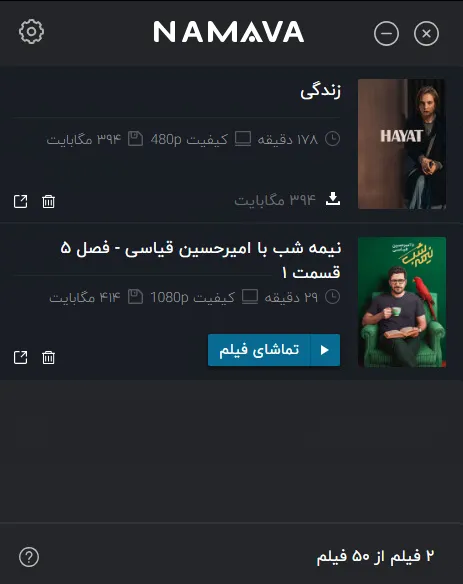 NAMAVA
زندگی
HAYAT
۱۷۸ دقیقه کیفیت 480p ۳۹۴ مگابایت
۳۹۴ مگابایت
نیمه شب با امیرحسین قیاسی - فصل ۵
قسمت ۱
۲۹ دقیقه کیفیت 1080p ۴۱۴ مگابایت
تماشای فیلم
۲ فیلم از ۵۰ فیلم